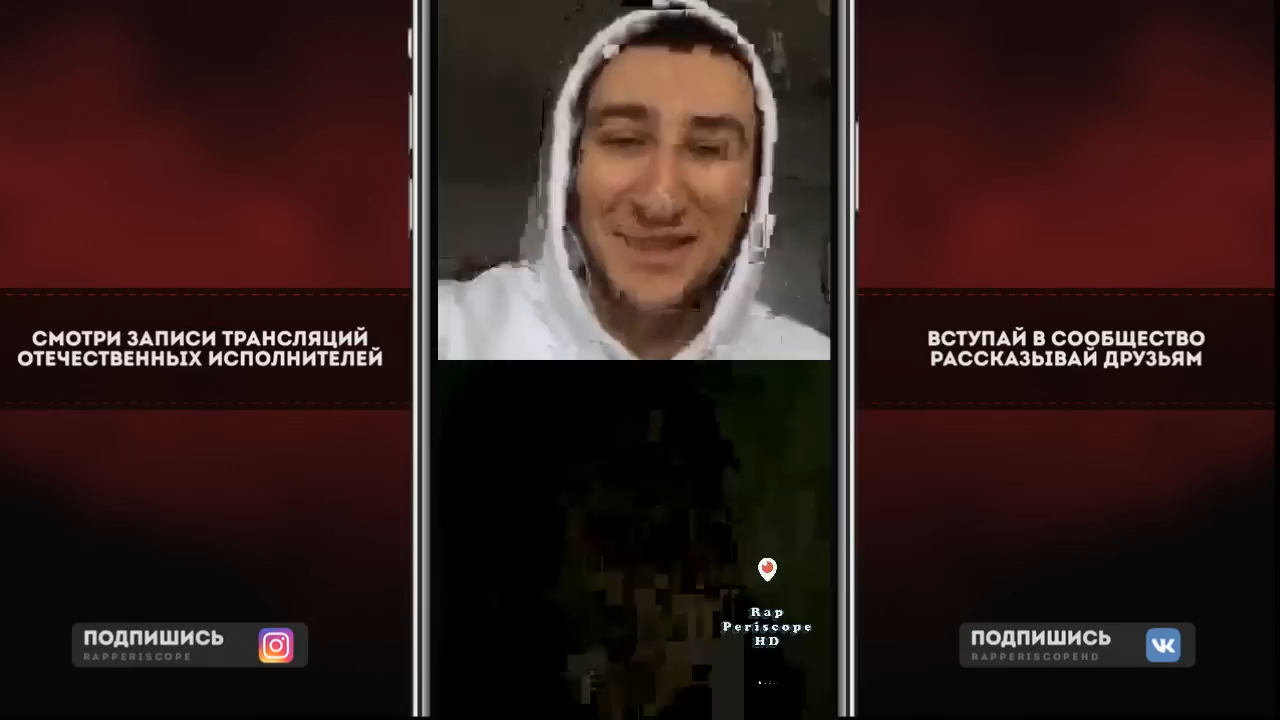 СМОТРИ ЗАПИСИ ТРАНСЛЯЦИЙ
ОТЕЧЕСТВЕННЫХ ИСПОЛНИТЕЛЕЙ
ВСТУПАЙ В СООБЩЕСТВО
РАССКАЗЫВАЙ ДРУЗЬЯМ
Rap
Periscope
HD
ПОДПИШИСЬ
RAPPERISCOPE
ПОДПИШИСЬ
RAPPERISCOPEHD